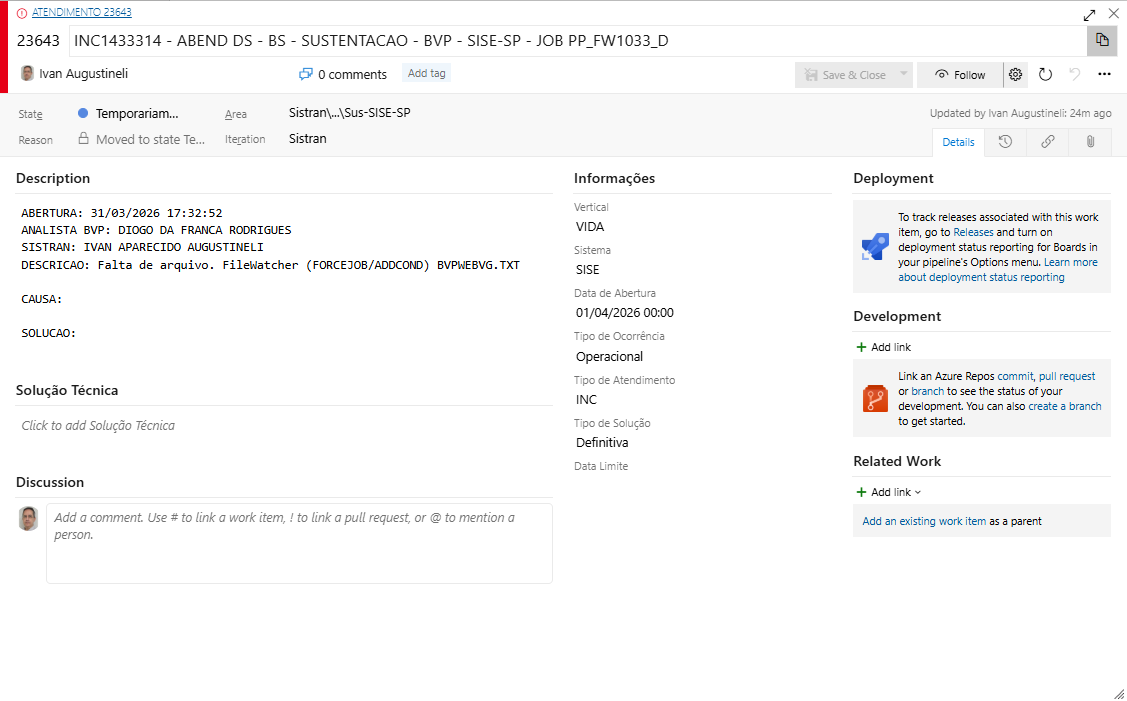 ATENDIMENTO 23643
23643 INC1433314 - ABEND DS - BS - SUSTENTACAO - BVP - SISE-SP - JOB PP_FW1033_D
Ivan Augustineli
0 comments
Add tag
Save & Close
Follow
State
Temporariam...
Area
Sistran\...\Sus-SISE-SP
Updated by Ivan Augustineli: 24m ago
Reason
Moved to state Te...
Iteration
Sistran
Details
Description
ABERTURA: 31/03/2026 17:32:52
ANALISTA BVP: DIOGO DA FRANCA RODRIGUES
SISTRAN: IVAN APARECIDO AUGUSTINELI
DESCRICAO: Falta de arquivo. FileWatcher (FORCEJOB/ADDCOND) BVPWEBVG.TXT
CAUSA:
SOLUCAO:
Solução Técnica
Click to add Solução Técnica
Discussion
Add a comment. Use # to link a work item, ! to link a pull request, or @ to mention a
person.
Informações
Vertical
VIDA
Sistema
SISE
Data de Abertura
01/04/2026 00:00
Tipo de Ocorrência
Operacional
Tipo de Atendimento
INC
Tipo de Solução
Definitiva
Data Limite
Deployment
To track releases associated with this work
item, go to Releases and turn on
deployment status reporting for Boards in
your pipeline's Options menu. Learn more
about deployment status reporting
Development
Add link
Link an Azure Repos commit, pull request
or branch to see the status of your
development. You can also create a branch
to get started.
Related Work
Add link
Add an existing work item as a parent